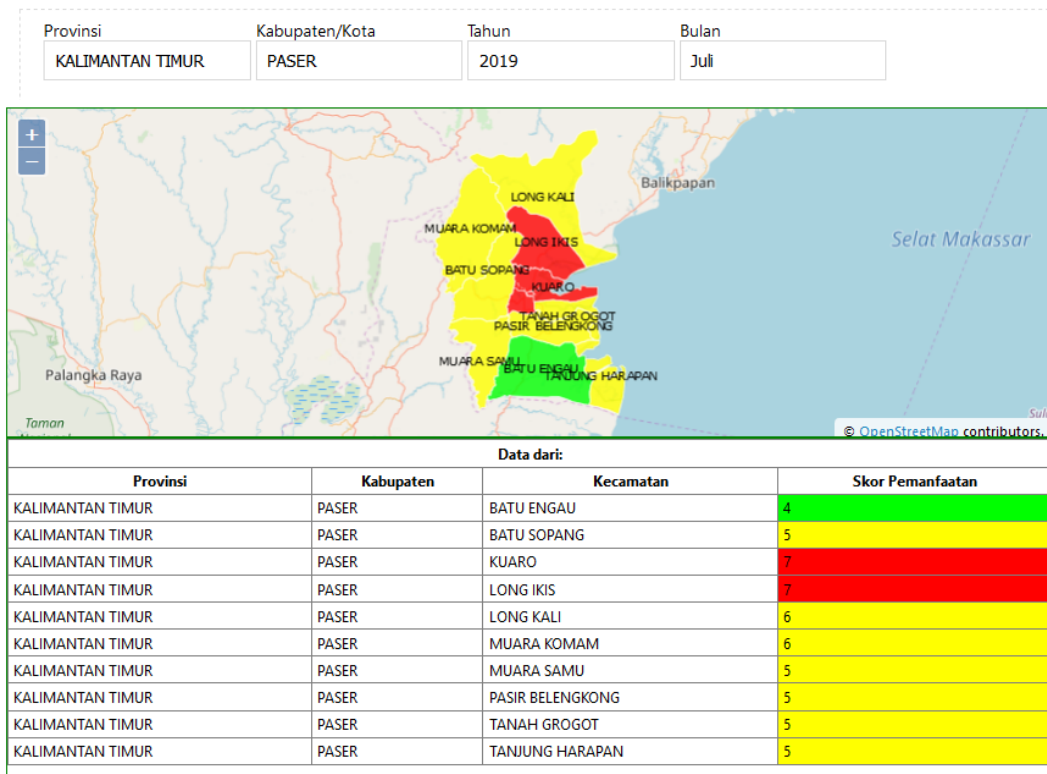 Provinsi Kabupaten/Kota Tahun Bulan
KALIMANTAN TIMUR PASER 2019 Juli
+
−
Balikpapan
LONG KALI
MUARA KOMAM
LONG IKIS
Selat Makassar
BATU SOPANG
KUARO
TANAH GROGOT
PASIR BELENGKONG
MUARA SAMU
BATU ENGAU
TANJUNG HARAPAN
Palangka Raya
Taman
© OpenStreetMap contributors.
Data dari:
Provinsi Kabupaten Kecamatan Skor Pemanfaatan
KALIMANTAN TIMUR PASER BATU ENGAU 4
KALIMANTAN TIMUR PASER BATU SOPANG 5
KALIMANTAN TIMUR PASER KUARO 7
KALIMANTAN TIMUR PASER LONG IKIS 7
KALIMANTAN TIMUR PASER LONG KALI 6
KALIMANTAN TIMUR PASER MUARA KOMAM 6
KALIMANTAN TIMUR PASER MUARA SAMU 5
KALIMANTAN TIMUR PASER PASIR BELENGKONG 5
KALIMANTAN TIMUR PASER TANAH GROGOT 5
KALIMANTAN TIMUR PASER TANJUNG HARAPAN 5